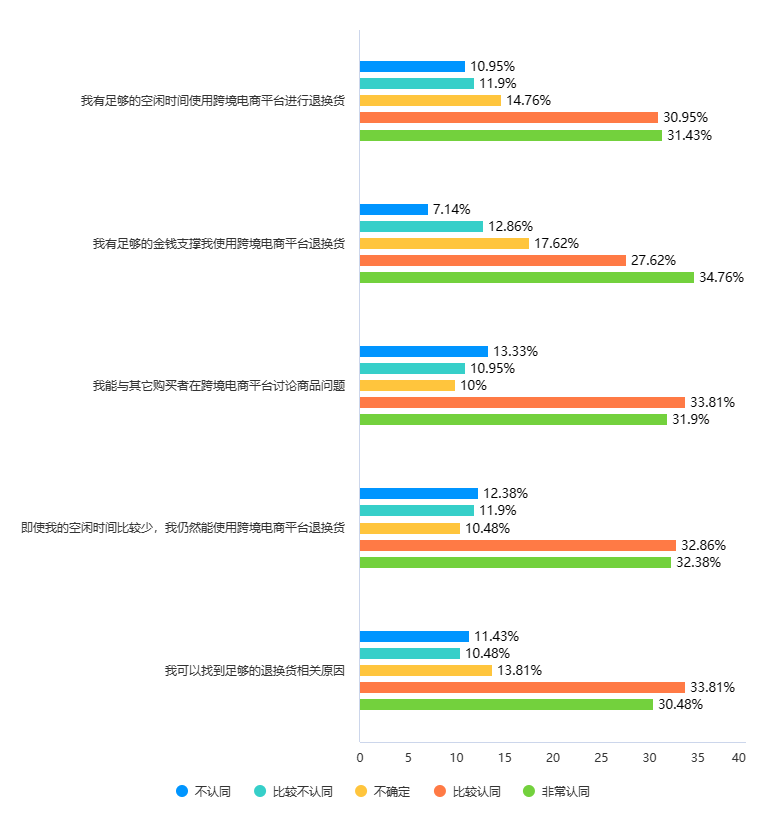 10.95%
11.9%
我有足够的空闲时间使用跨境电商平台进行退换货 14.76%
30.95%
31.43%
7.14%
12.86%
我有足够的金钱支撑我使用跨境电商平台退换货 17.62%
27.62%
34.76%
13.33%
10.95%
我能与其它购买者在跨境电商平台讨论商品问题 10%
33.81%
31.9%
12.38%
11.9%
即使我的空闲时间比较少，我仍然能使用跨境电商平台退换货 10.48%
32.86%
32.38%
11.43%
10.48%
我可以找到足够的退换货相关原因 13.81%
33.81%
30.48%
0 5 10 15 20 25 30 35 40
不认同 比较不认同 不确定 比较认同 非常认同